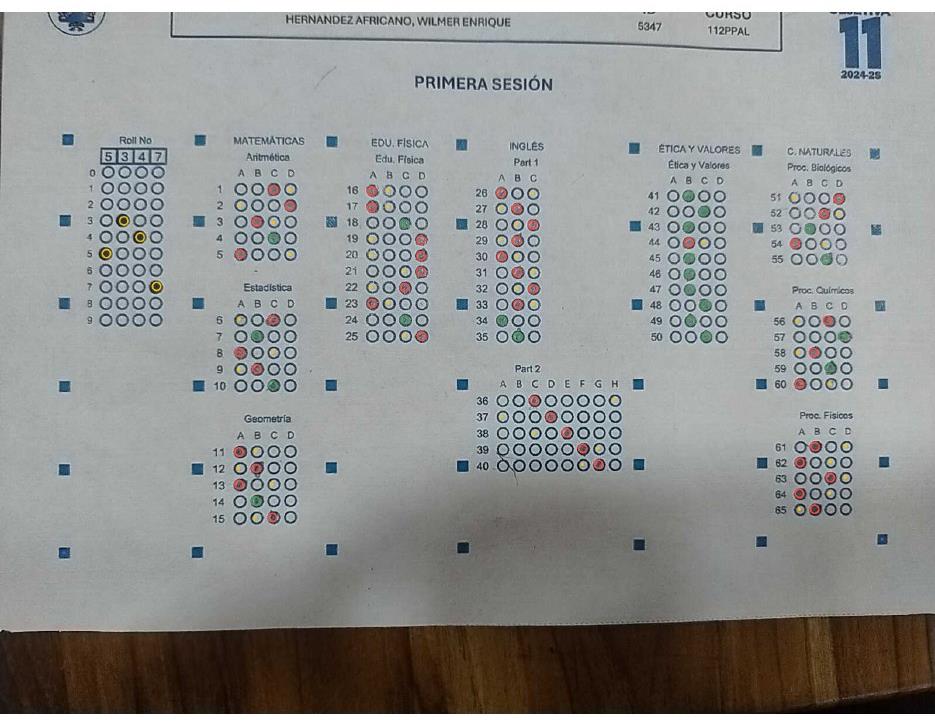 HERNANDEZ AFRICANO, WILMER ENRIQUE
5347
CURSO
112PPAL
11
2024-25
PRIMERA SESIÓN
Roll No
5 3 4 7
0
1
2
3
4
5
6
7
8
9
MATEMÁTICAS
Aritmética
A B C D
1
2
3
4
5
Estadística
A B C D
6
7
8
9
10
Geometría
A B C D
11
12
13
14
15
EDU. FÍSICA
Edu. Física
A B C D
16
17
18
19
20
21
22
23
24
25
INGLÉS
Part 1
A B C
26
27
28
29
30
31
32
33
34
35
Part 2
A B C D E F G H
36
37
38
39
40
ÉTICA Y VALORES
Ética y Valores
A B C D
41
42
43
44
45
46
47
48
49
50
C. NATURALES
Proc. Biológicos
A B C D
51
52
53
54
55
Proc. Químicos
A B C D
56
57
58
59
60
Proc. Físicos
A B C D
61
62
63
64
65